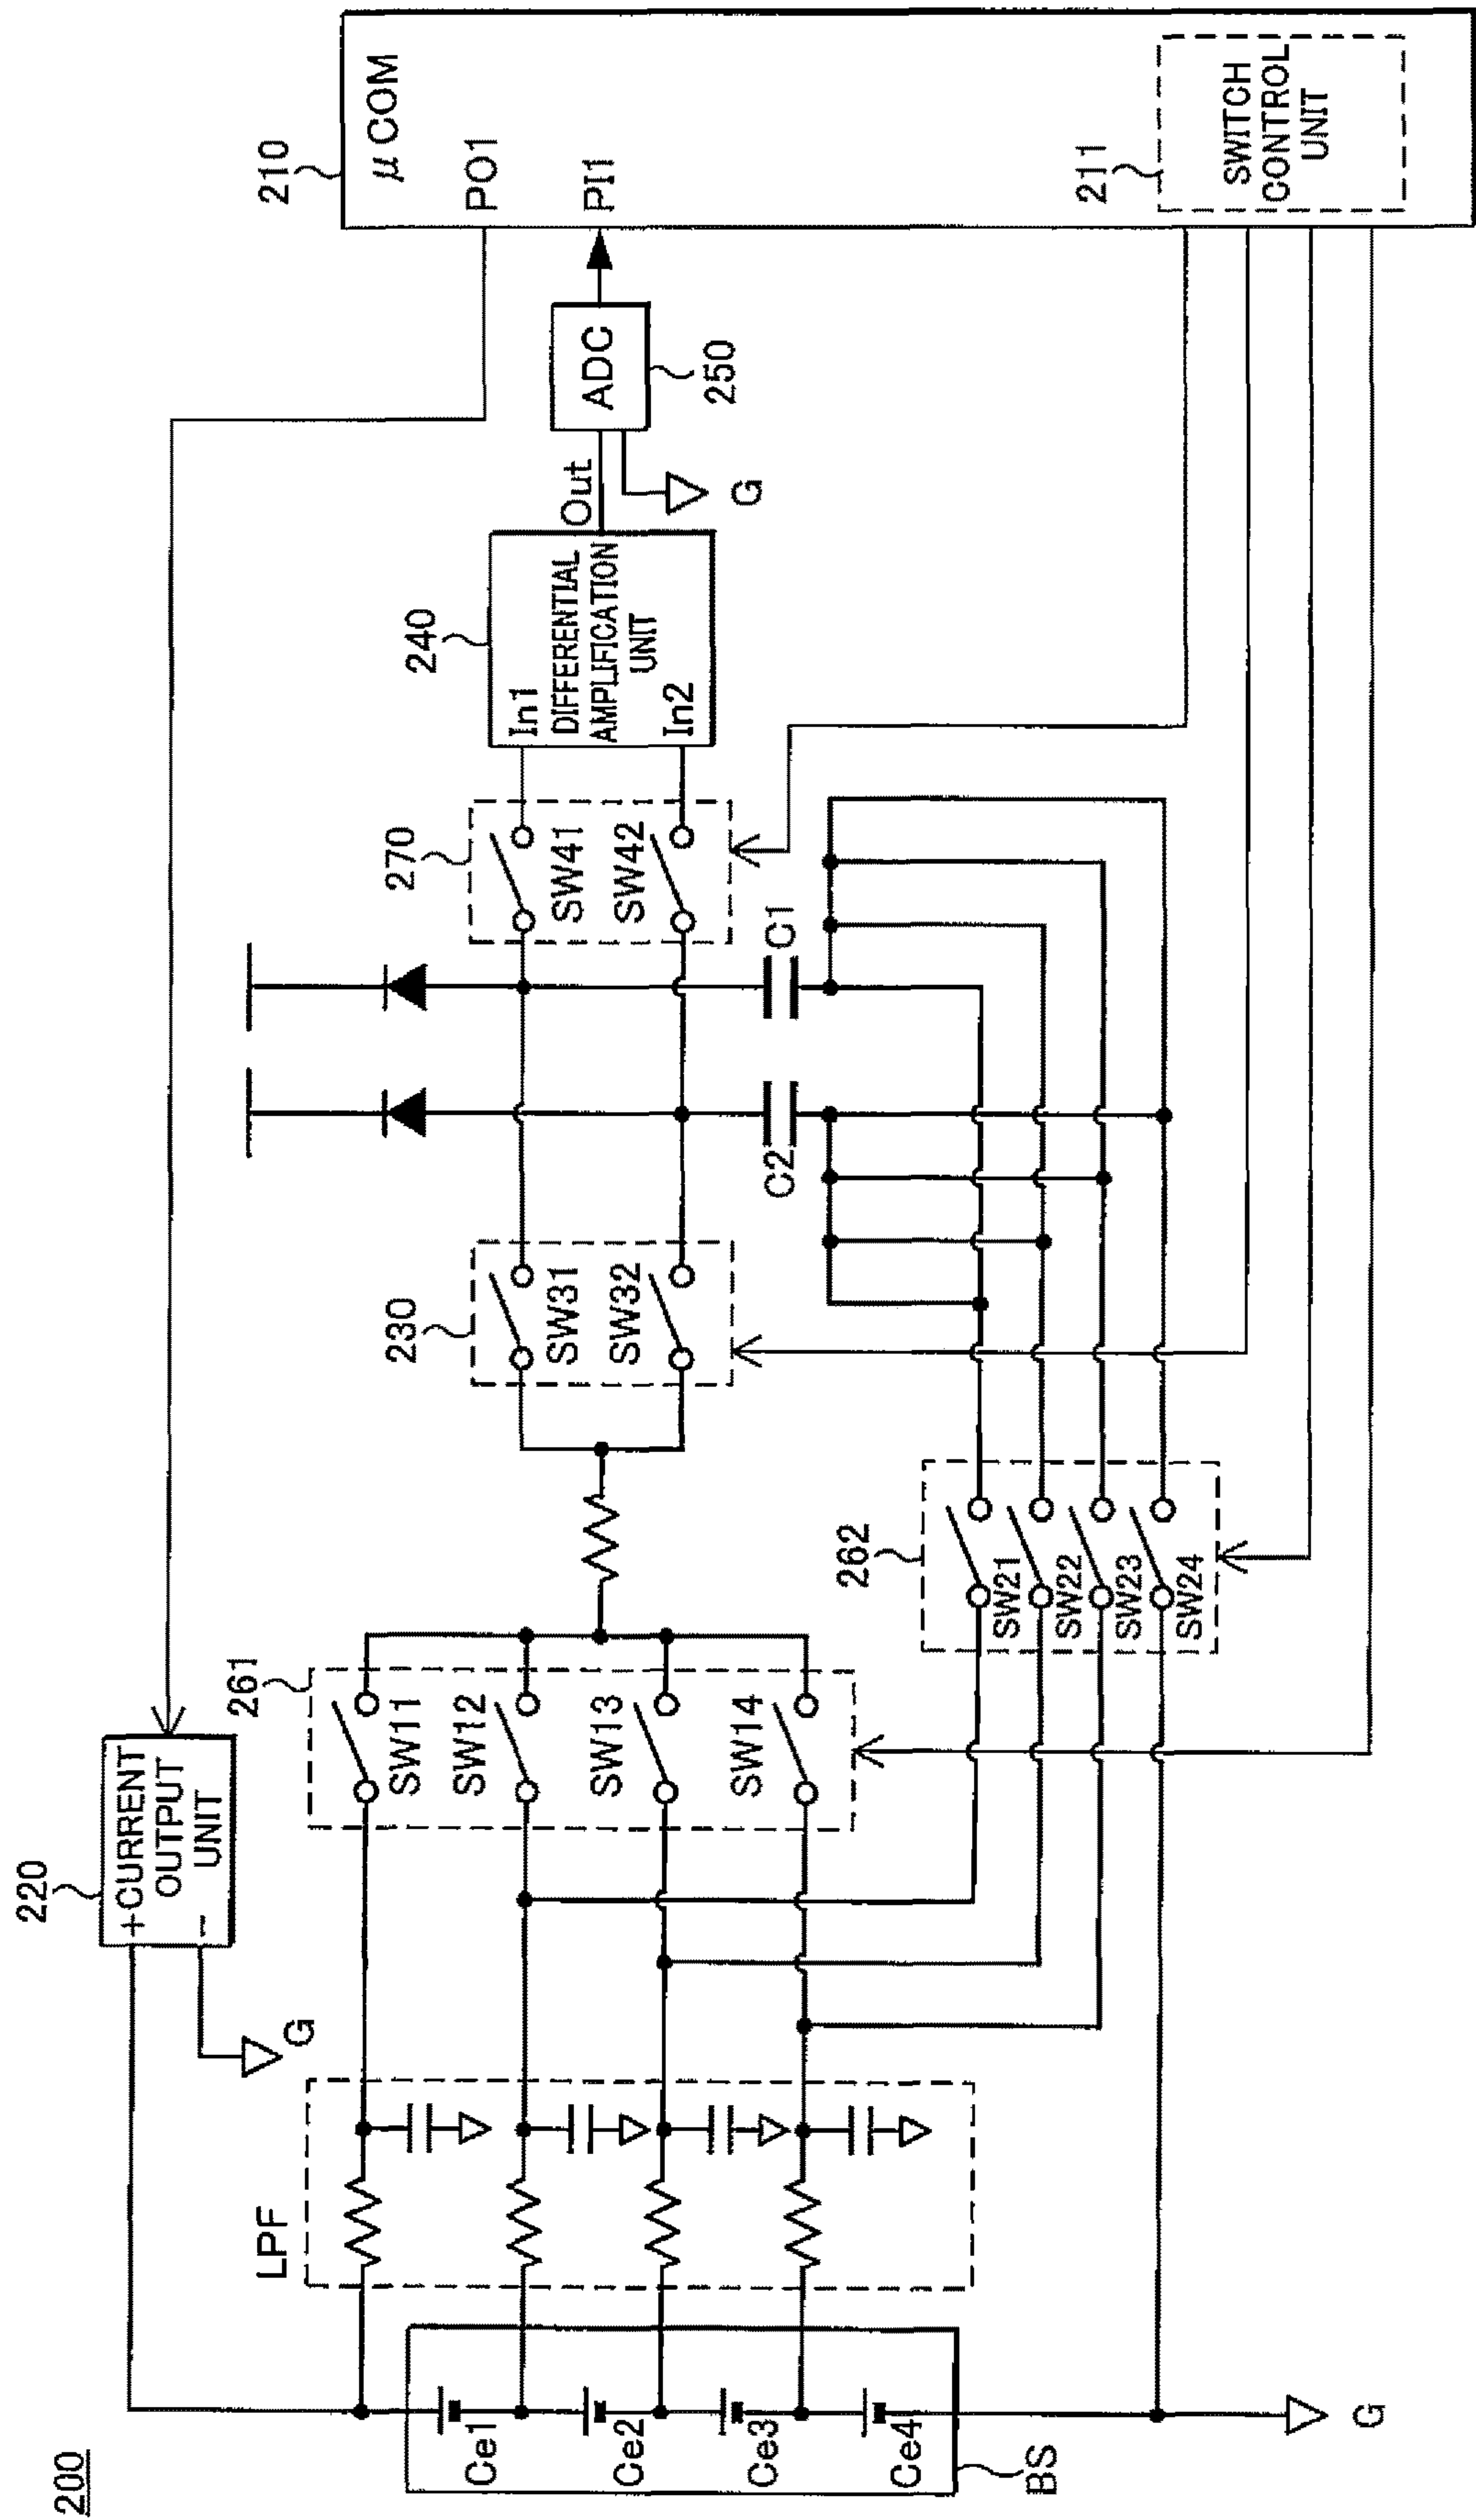 200
220
+CURRENT
OUTPUT
UNIT
−
G
LPF
Ce1
Ce2
Ce3
Ce4
BS
G
261
SW11
SW12
SW13
SW14
262
SW21
SW22
SW23
SW24
230
SW31
SW32
C2
C1
270
SW41
SW42
240
In1
DIFFERENTIAL
AMPLIFICATION
UNIT
In2
Out
G
ADC
250
210
μCOM
PO1
PI1
211
SWITCH
CONTROL
UNIT